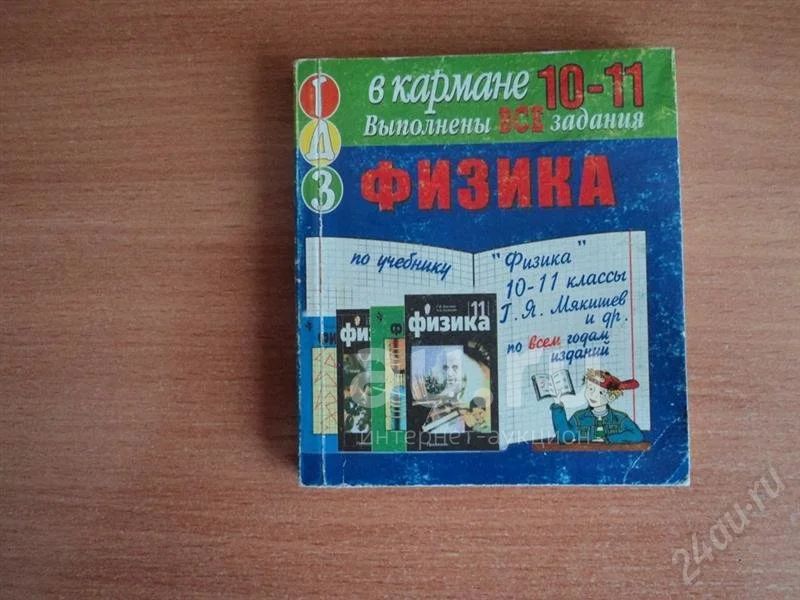 ГДЗ
в кармане 10-11
Выполнены ВСЕ задания
ФИЗИКА
по учебнику
"Физика"
10-11 классы
Г.Я. Мякишев
и др.
по всем годам
изданий
физика 11
интернет-аукцион
24au.ru